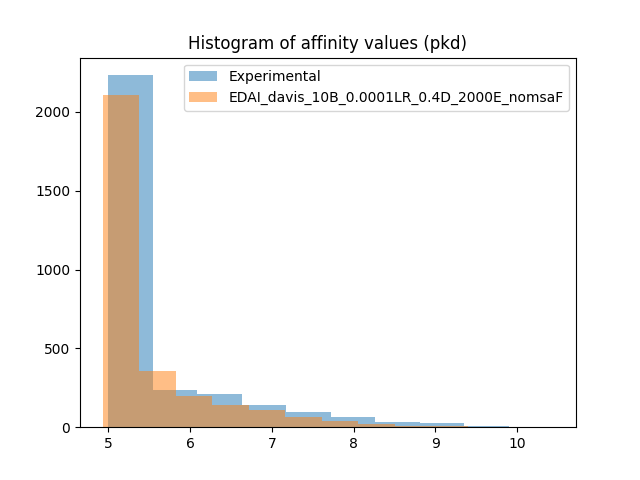 Histogram of affinity values (pkd)
Experimental
EDAI_davis_10B_0.0001LR_0.4D_2000E_nomsaF
2000
1500
1000
500
0
5 6 7 8 9 10